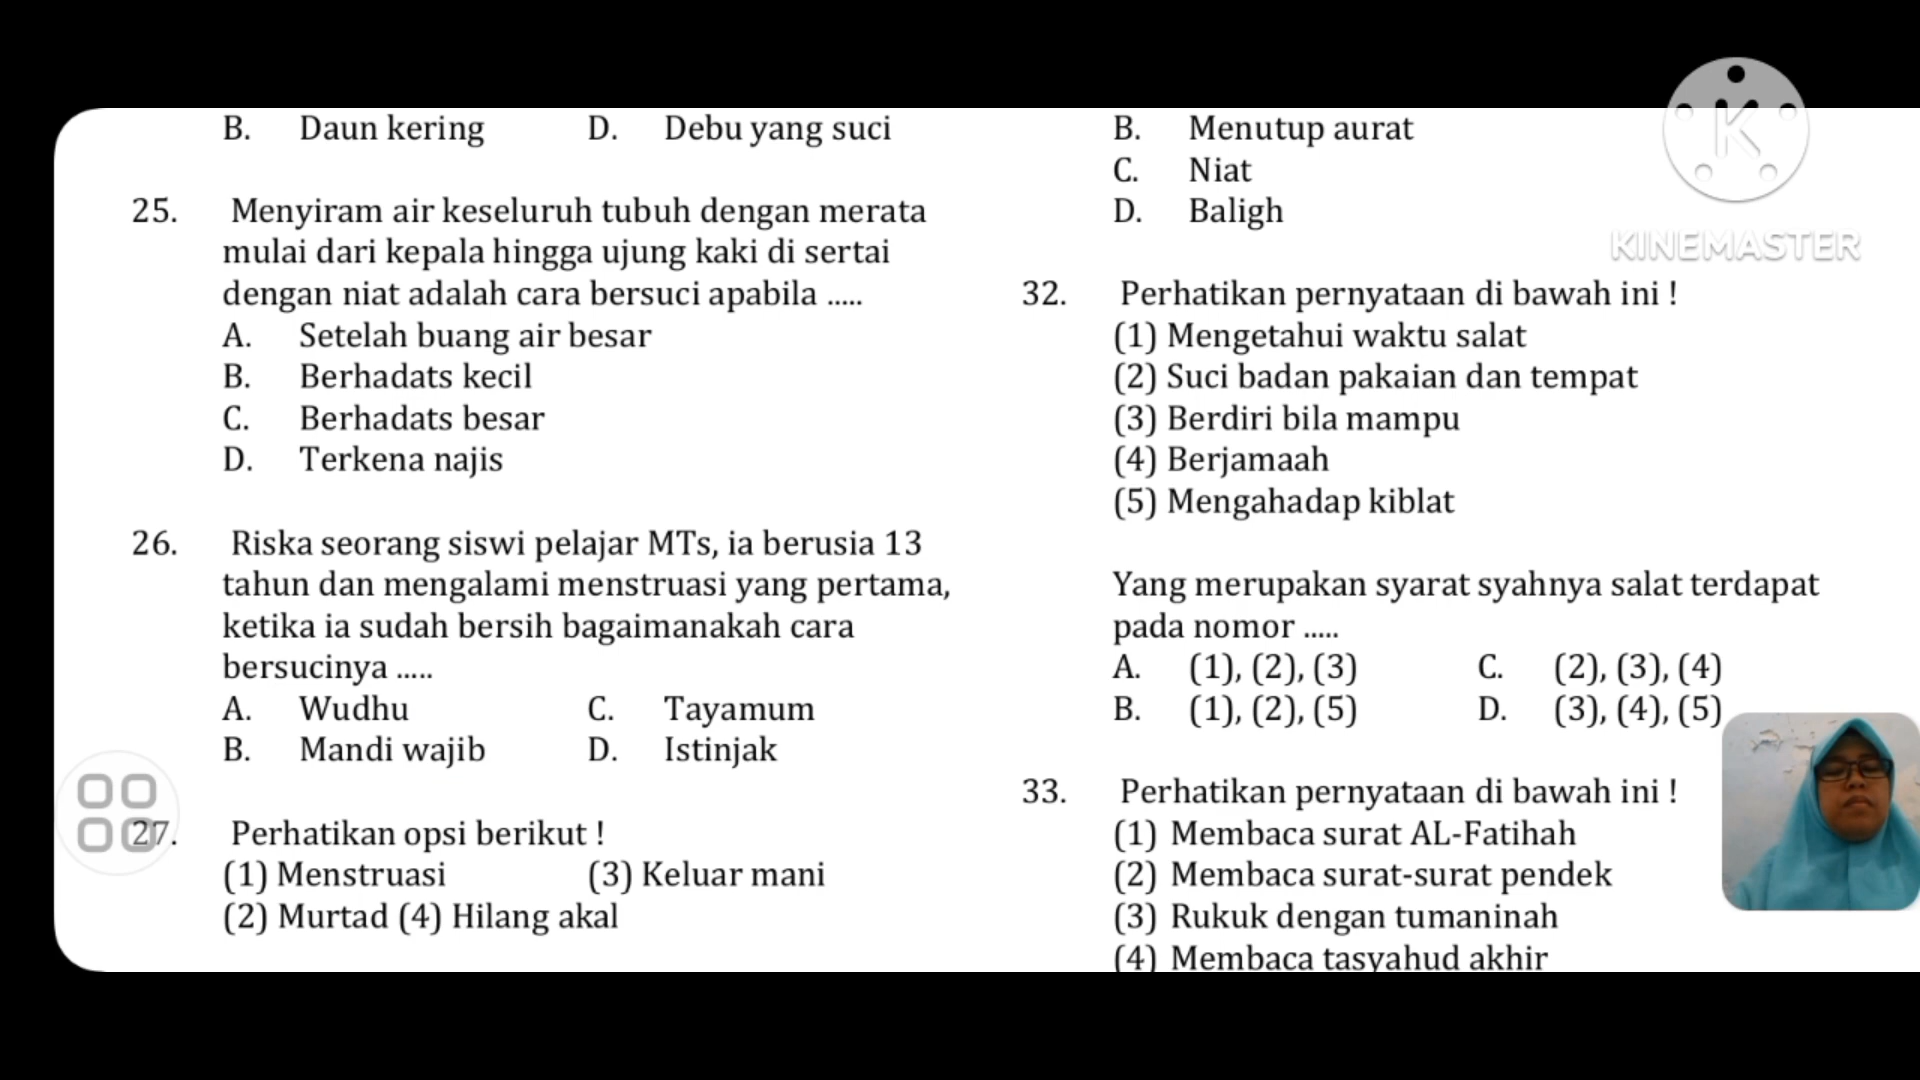 B. Daun kering D. Debu yang suci
25. Menyiram air keseluruh tubuh dengan merata
mulai dari kepala hingga ujung kaki di sertai
dengan niat adalah cara bersuci apabila .....
A. Setelah buang air besar
B. Berhadats kecil
C. Berhadats besar
D. Terkena najis
26. Riska seorang siswi pelajar MTs, ia berusia 13
tahun dan mengalami menstruasi yang pertama,
ketika ia sudah bersih bagaimanakah cara
bersucinya .....
A. Wudhu C. Tayamum
B. Mandi wajib D. Istinjak
27. Perhatikan opsi berikut !
(1) Menstruasi (3) Keluar mani
(2) Murtad (4) Hilang akal
B. Menutup aurat
C. Niat
D. Baligh
32. Perhatikan pernyataan di bawah ini !
(1) Mengetahui waktu salat
(2) Suci badan pakaian dan tempat
(3) Berdiri bila mampu
(4) Berjamaah
(5) Mengahadap kiblat
Yang merupakan syarat syahnya salat terdapat
pada nomor .....
A. (1), (2), (3) C. (2), (3), (4)
B. (1), (2), (5) D. (3), (4), (5)
33. Perhatikan pernyataan di bawah ini !
(1) Membaca surat AL-Fatihah
(2) Membaca surat-surat pendek
(3) Rukuk dengan tumaninah
(4) Membaca tasyahud akhir
K
KINEMASTER